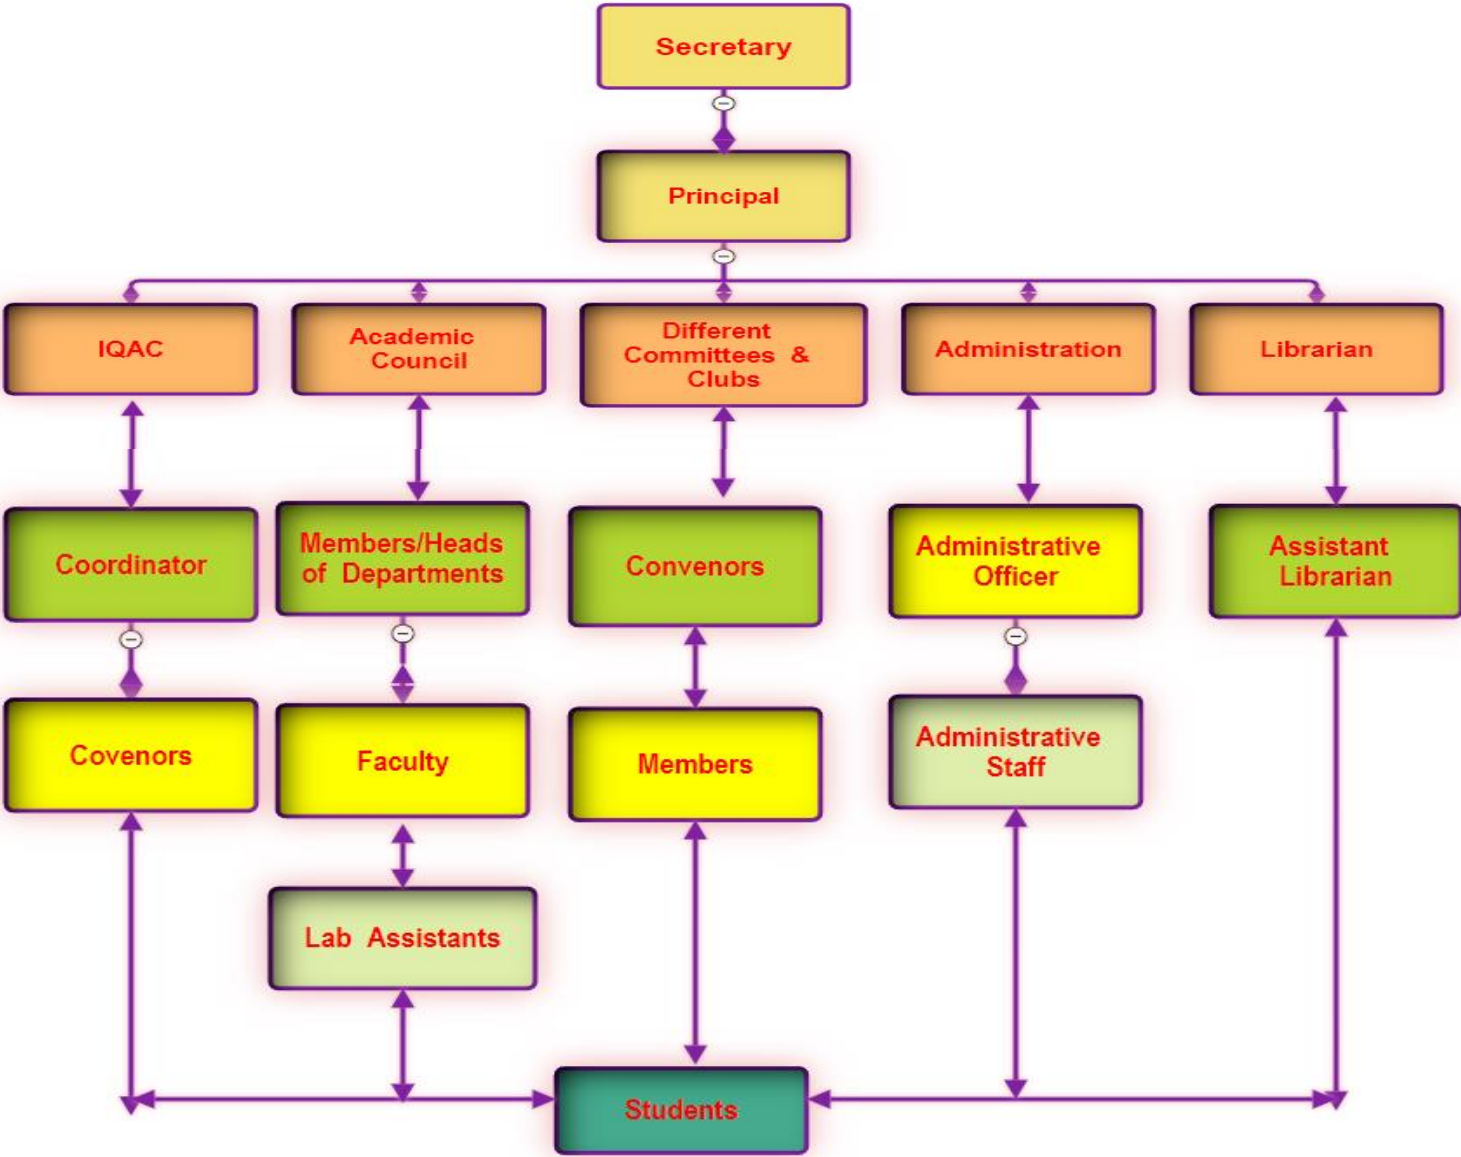 Secretary
Principal
IQAC
Academic
Council
Different
Committees &
Clubs
Administration
Librarian
Coordinator
Members/Heads
of Departments
Convenors
Administrative
Officer
Assistant
Librarian
Covenors
Faculty
Members
Administrative
Staff
Lab Assistants
Students